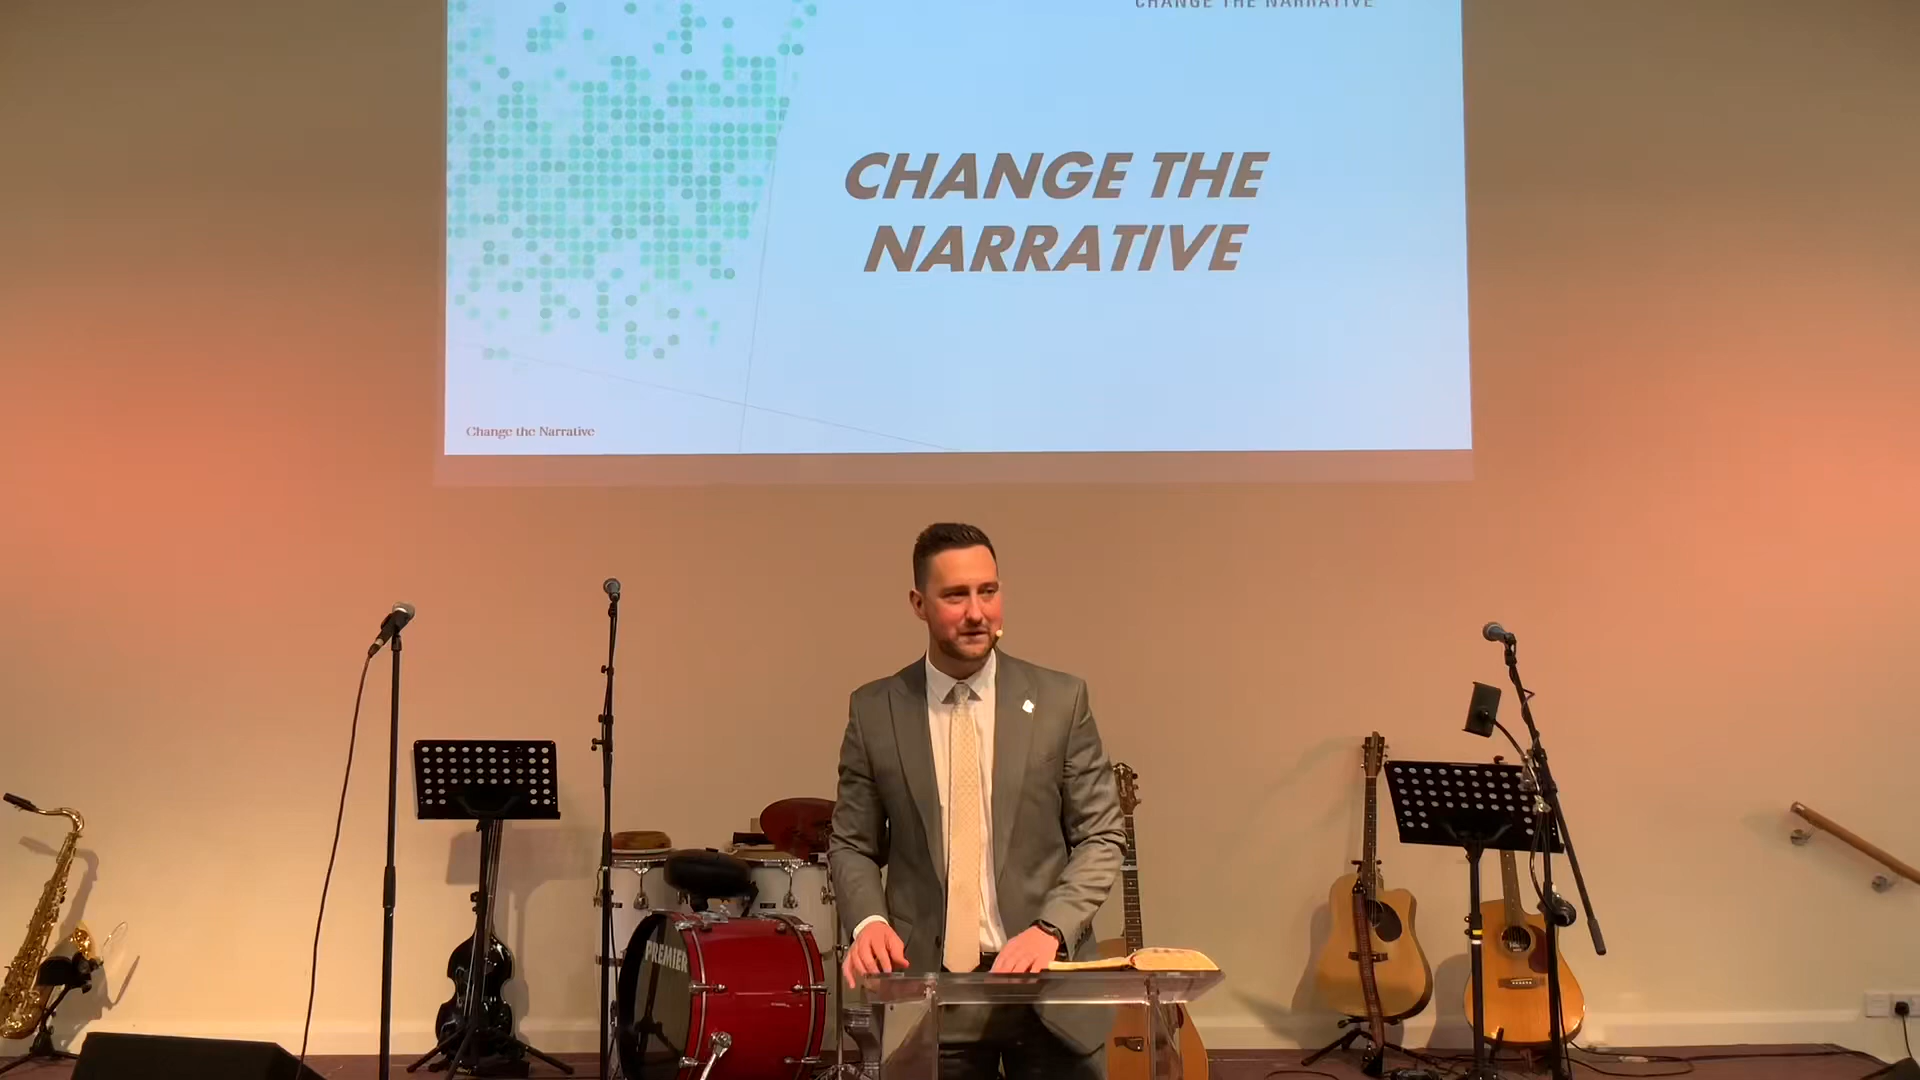 CHANGE THE NARRATIVE
CHANGE THE
NARRATIVE
Change the Narrative
PREMIER